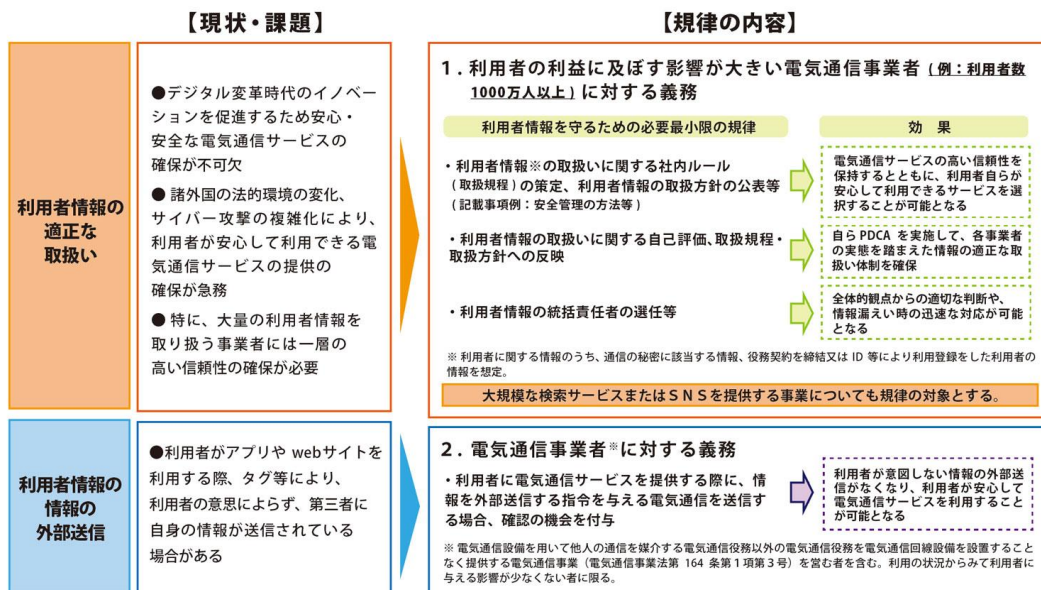 【現状・課題】
【規律の内容】
利用者情報の
適正な
取扱い
●デジタル変革時代のイノベー
ションを促進するため安心・
安全な電気通信サービスの
確保が不可欠
● 諸外国の法的環境の変化、
サイバー攻撃の複雑化により、
利用者が安心して利用できる電
気通信サービスの提供の
確保が急務
● 特に、大量の利用者情報を
取り扱う事業者には一層の
高い信頼性の確保が必要
1．利用者の利益に及ぼす影響が大きい電気通信事業者（例：利用者数
1000万人以上）に対する義務
利用者情報を守るための必要最小限の規律
効 果
・利用者情報※の取扱いに関する社内ルール
（取扱規程）の策定、利用者情報の取扱方針の公表等
（記載事項例：安全管理の方法等）
電気通信サービスの高い信頼性を
保持するとともに、利用者自らが
安心して利用できるサービスを選
択することが可能となる
・利用者情報の取扱いに関する自己評価、取扱規程・
取扱方針への反映
自ら PDCA を実施して、各事業者
の実態を踏まえた情報の適正な取
扱い体制を確保
・利用者情報の統括責任者の選任等
全体的観点からの適切な判断や、
情報漏えい時の迅速な対応が可能
となる
※ 利用者に関する情報のうち、通信の秘密に該当する情報、役務契約を締結又は ID 等により利用登録をした利用者の
情報を想定。
大規模な検索サービスまたはＳＮＳを提供する事業についても規律の対象とする。
利用者情報の
情報の
外部送信
●利用者がアプリや webサイトを
利用する際、タグ等により、
利用者の意思によらず、第三者に
自身の情報が送信されている
場合がある
2．電気通信事業者※に対する義務
・利用者に電気通信サービスを提供する際に、情
報を外部送信する指令を与える電気通信を送信す
る場合、確認の機会を付与
利用者が意図しない情報の外部送
信がなくなり、利用者が安心して
電気通信サービスを利用すること
が可能となる
※ 電気通信設備を用いて他人の通信を媒介する電気通信役務以外の電気通信役務を電気通信回線設備を設置すること
なく提供する電気通信事業（電気通信事業法第 164 条第１項第３号）を営む者を含む。利用の状況からみて利用者に
与える影響が少なくない者に限る。